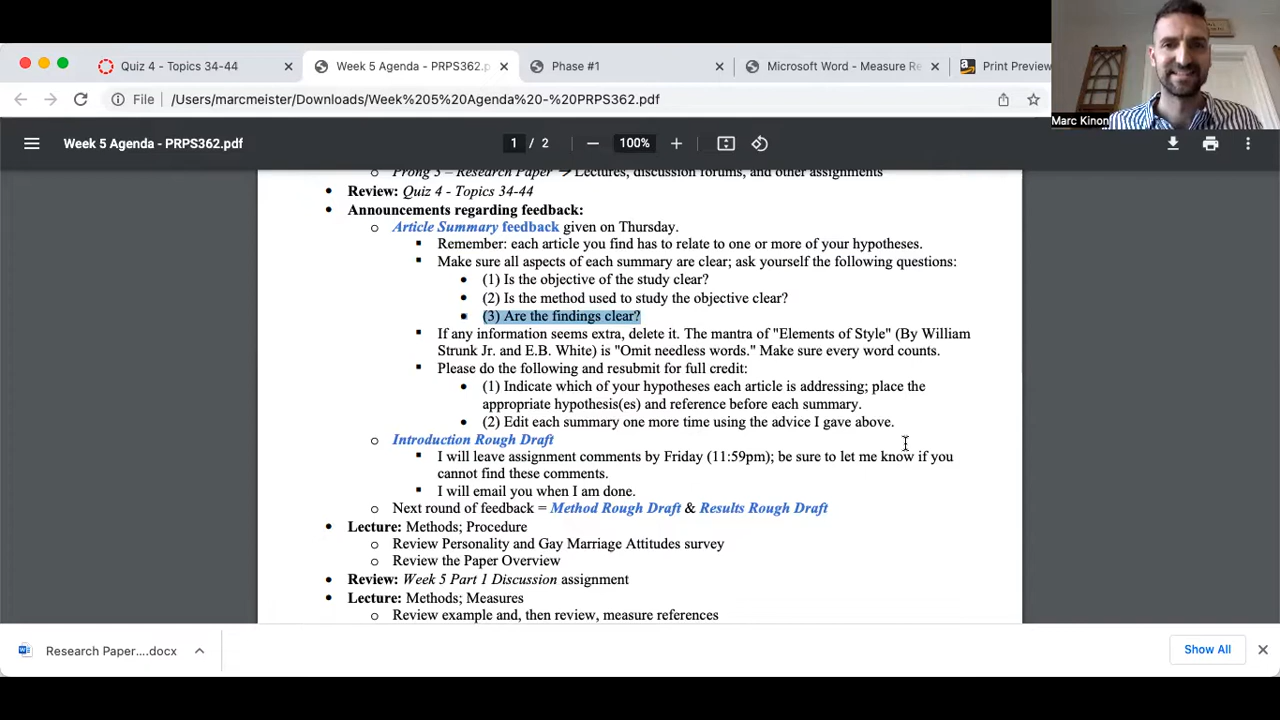 Quiz 4 - Topics 34-44
Week 5 Agenda - PRPS362.p
Phase #1
Microsoft Word - Measure Re
Print Preview
File
/Users/marcmeister/Downloads/Week%205%20Agenda%20-%20PRPS362.pdf
Marc Kinon
Week 5 Agenda - PRPS362.pdf
1 / 2
100%
o Prong 3 – Research Paper → Lectures, discussion forums, and other assignments
• Review: Quiz 4 - Topics 34-44
• Announcements regarding feedback:
o Article Summary feedback given on Thursday.
▪ Remember: each article you find has to relate to one or more of your hypotheses.
▪ Make sure all aspects of each summary are clear; ask yourself the following questions:
• (1) Is the objective of the study clear?
• (2) Is the method used to study the objective clear?
• (3) Are the findings clear?
▪ If any information seems extra, delete it. The mantra of "Elements of Style" (By William
Strunk Jr. and E.B. White) is "Omit needless words." Make sure every word counts.
▪ Please do the following and resubmit for full credit:
• (1) Indicate which of your hypotheses each article is addressing; place the
appropriate hypothesis(es) and reference before each summary.
• (2) Edit each summary one more time using the advice I gave above.
o Introduction Rough Draft
▪ I will leave assignment comments by Friday (11:59pm); be sure to let me know if you
cannot find these comments.
▪ I will email you when I am done.
o Next round of feedback = Method Rough Draft & Results Rough Draft
• Lecture: Methods; Procedure
o Review Personality and Gay Marriage Attitudes survey
o Review the Paper Overview
• Review: Week 5 Part 1 Discussion assignment
• Lecture: Methods; Measures
o Review example and, then review, measure references
Research Paper....docx
Show All